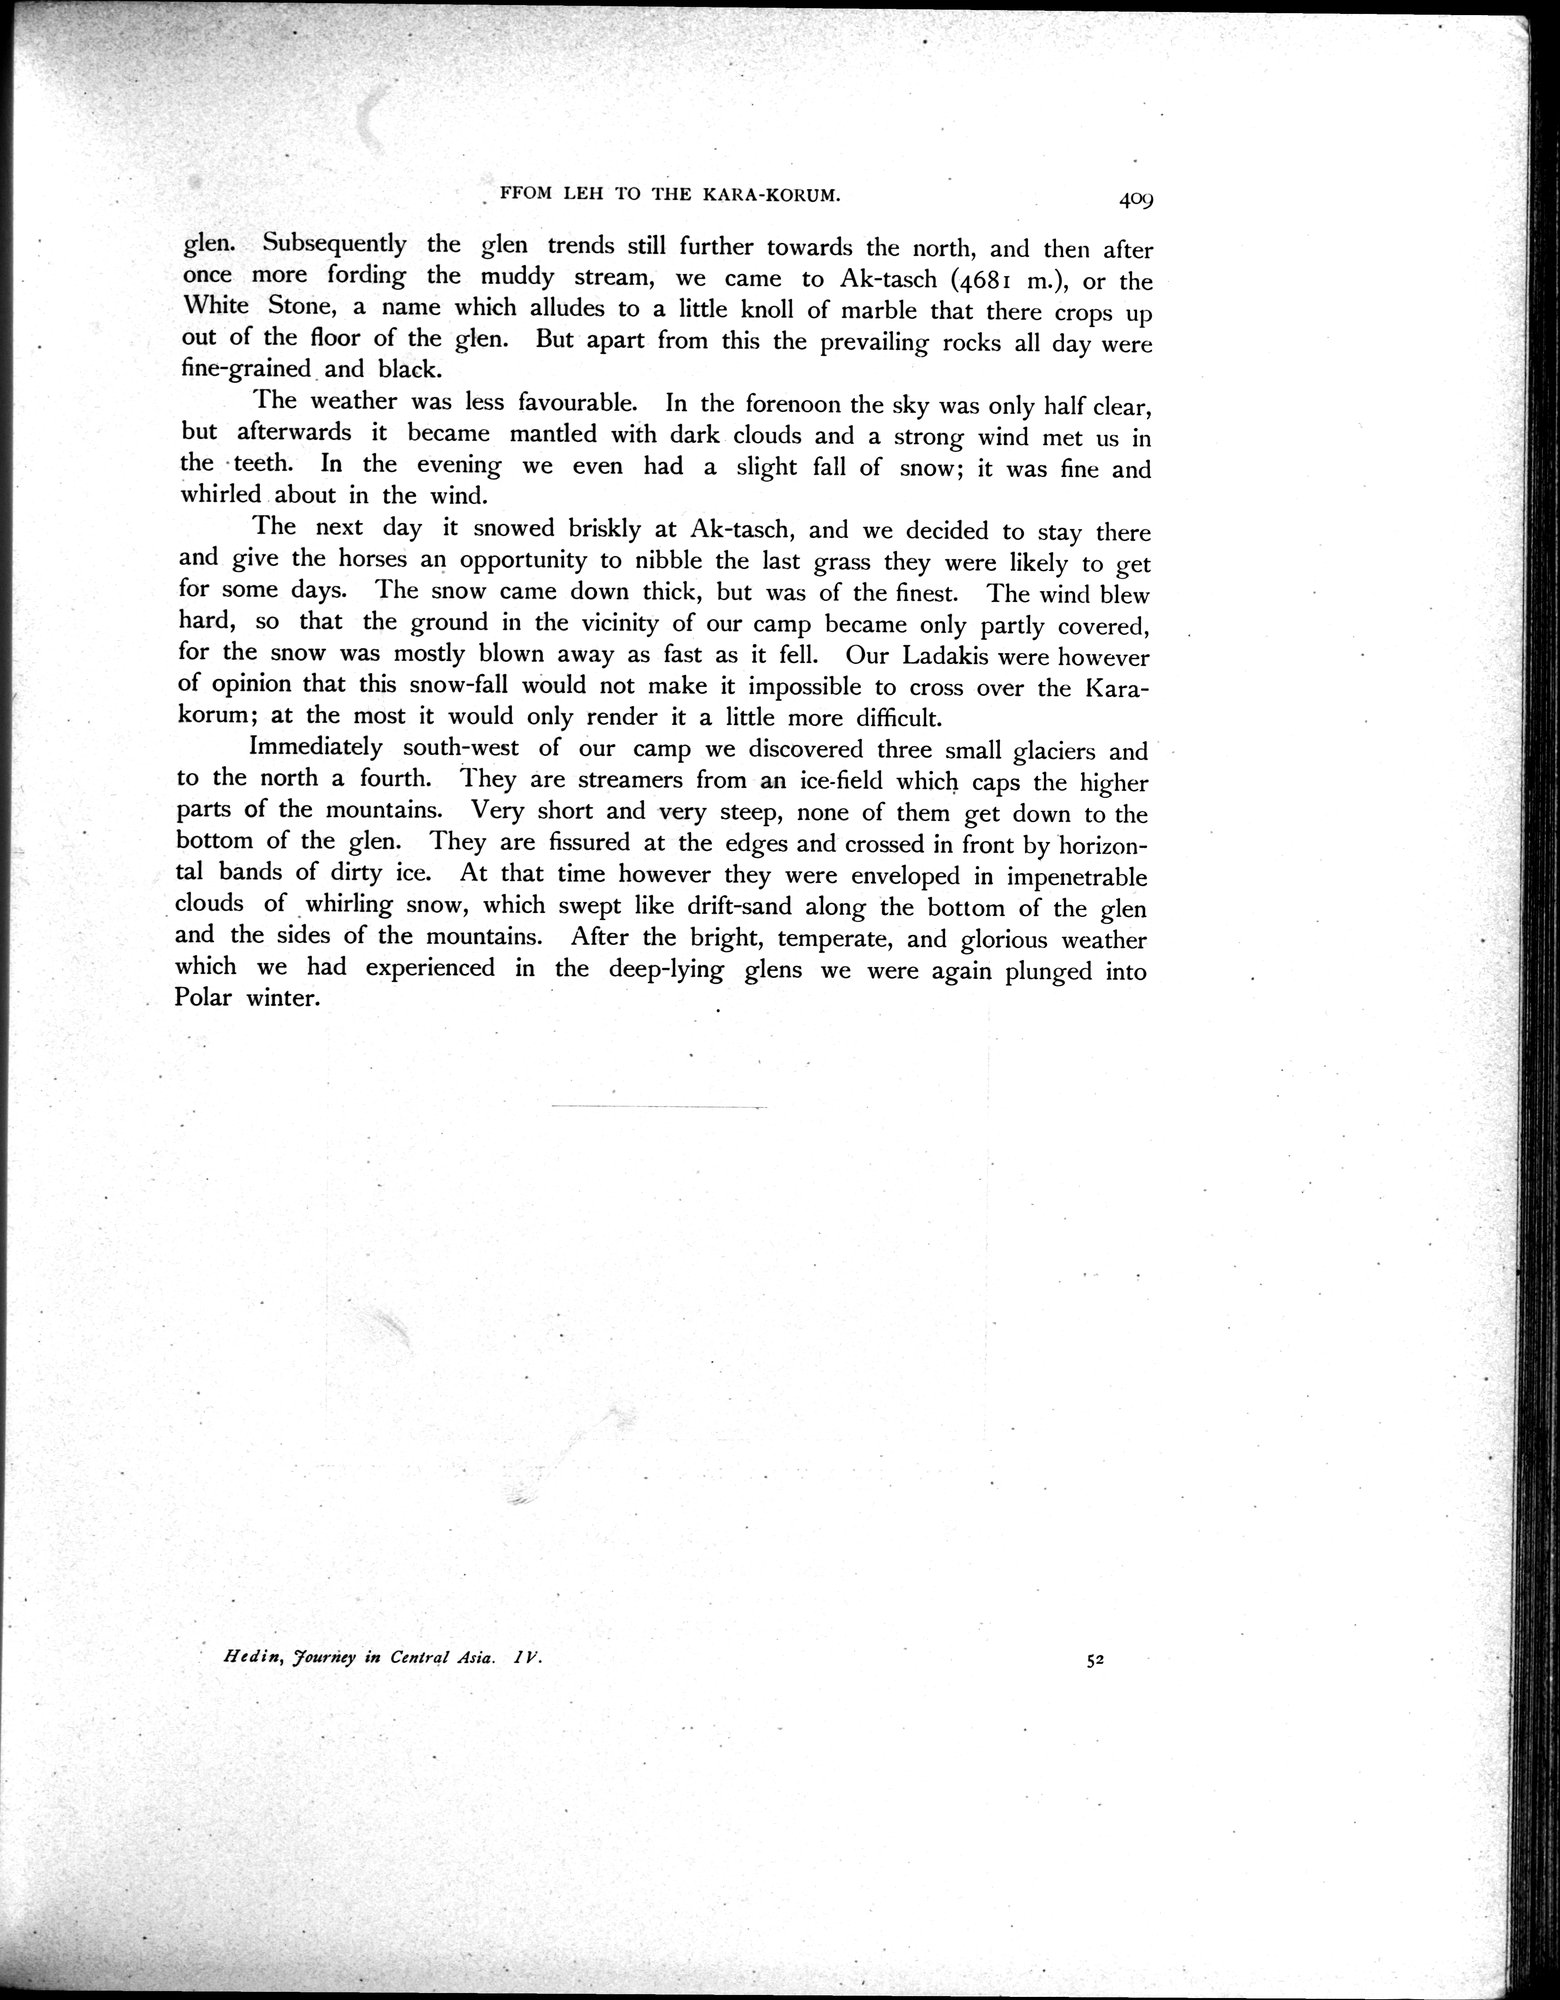 FFOM LEH TO THE KARA-KORUM. 409
glen. Subsequently the glen trends still further towards the north, and then after
once more fording the muddy stream, we came to Ak-tasch (4681 m.), or the
White Stone, a name which alludes to a little knoll of marble that there crops up
out of the floor of the glen. But apart from this the prevailing rocks all day were
fine-grained and black.
The weather was less favourable. In the forenoon the sky was only half clear,
but afterwards it became mantled with dark clouds and a strong wind met us in
the teeth. In the evening we even had a slight fall of snow; it was fine and
whirled about in the wind.
The next day it snowed briskly at Ak-tasch, and we decided to stay there
and give the horses an opportunity to nibble the last grass they were likely to get
for some days. The snow came down thick, but was of the finest. The wind blew
hard, so that the ground in the vicinity of our camp became only partly covered,
for the snow was mostly blown away as fast as it fell. Our Ladakis were however
of opinion that this snow-fall would not make it impossible to cross over the Kara-
korum; at the most it would only render it a little more difficult.
Immediately south-west of our camp we discovered three small glaciers and
to the north a fourth. They are streamers from an ice-field which caps the higher
parts of the mountains. Very short and very steep, none of them get down to the
bottom of the glen. They are fissured at the edges and crossed in front by horizon-
tal bands of dirty ice. At that time however they were enveloped in impenetrable
clouds of whirling snow, which swept like drift-sand along the bottom of the glen
and the sides of the mountains. After the bright, temperate, and glorious weather
which we had experienced in the deep-lying glens we were again plunged into
Polar winter.
Hedin, Journey in Central Asia. IV. 52